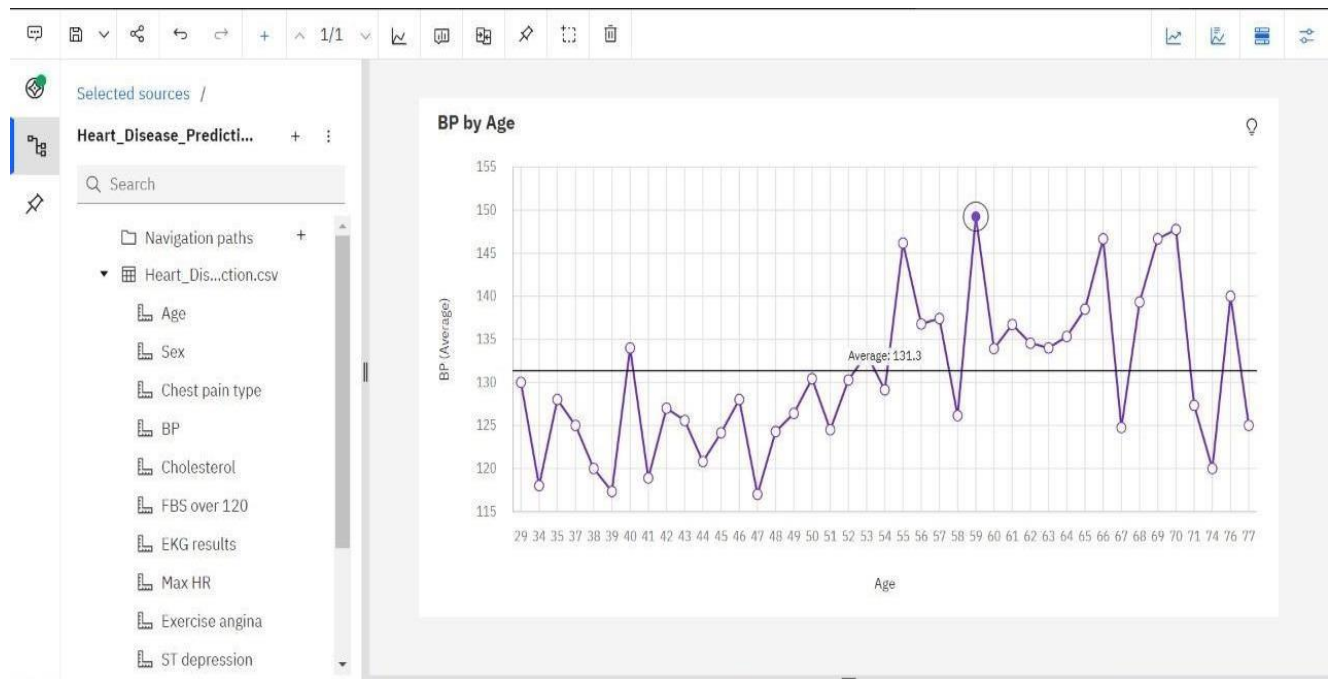 1/1
Selected sources /
Heart_Disease_Predicti...
Search
Navigation paths
Heart_Dis...ction.csv
Age
Sex
Chest pain type
BP
Cholesterol
FBS over 120
EKG results
Max HR
Exercise angina
ST depression
BP by Age
BP (Average)
155
150
145
140
135
130
125
120
115
Average: 131.3
29 34 35 37 38 39 40 41 42 43 44 45 46 47 48 49 50 51 52 53 54 55 56 57 58 59 60 61 62 63 64 65 66 67 68 69 70 71 74 76 77
Age